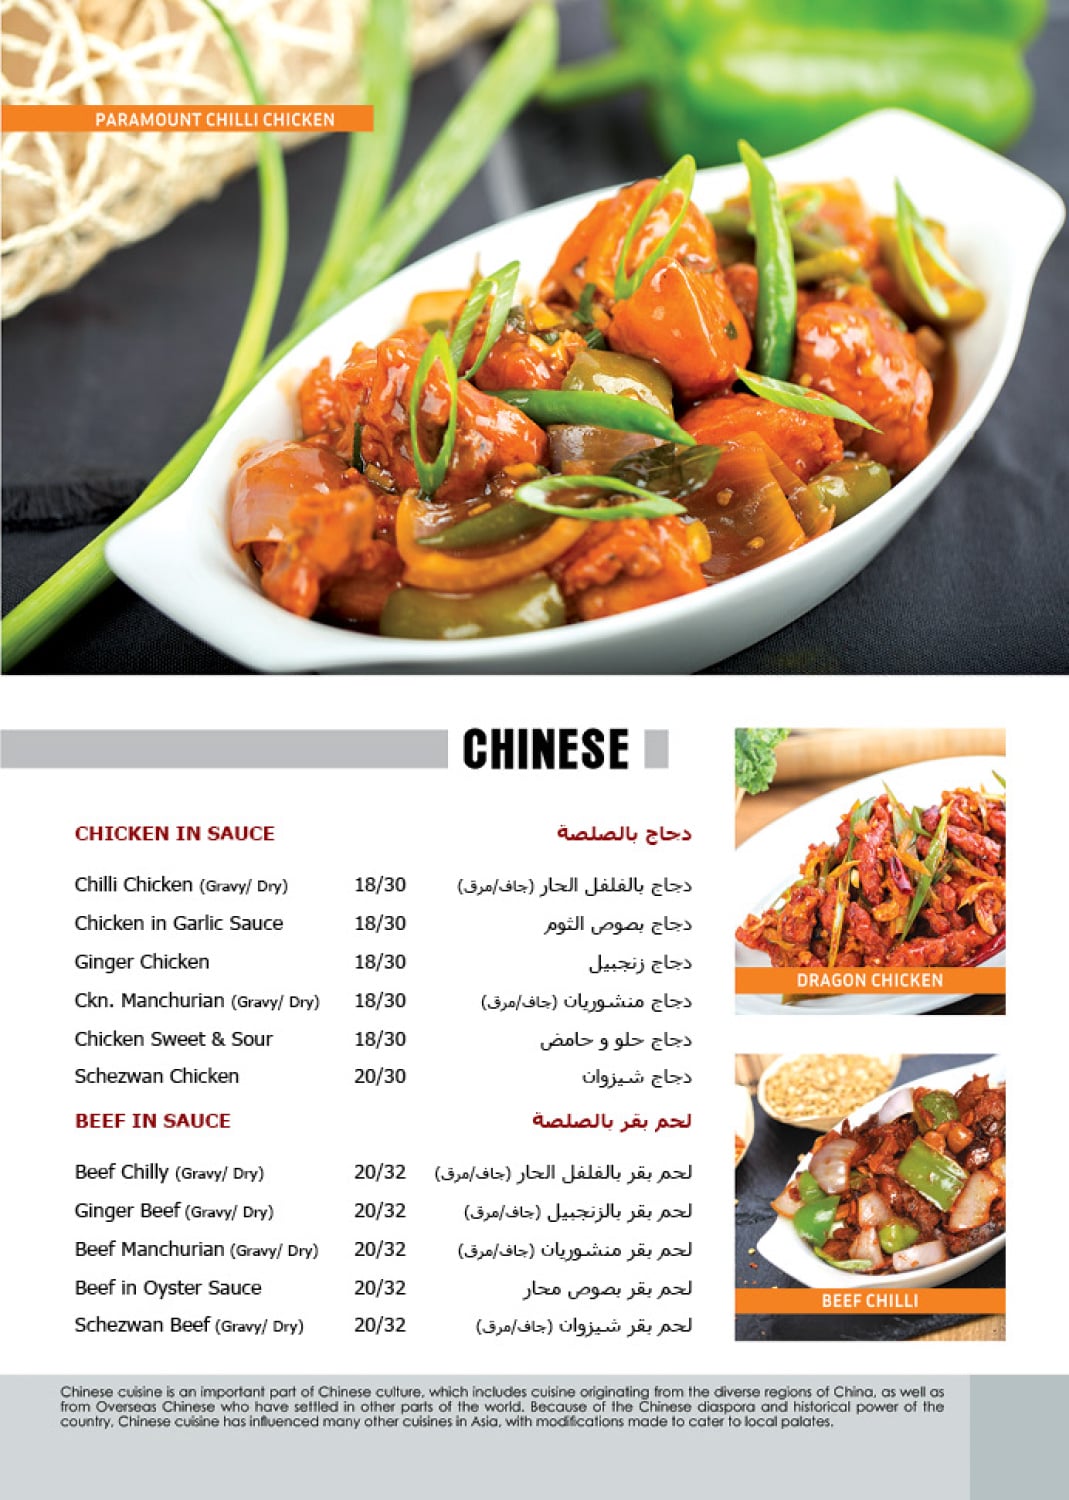 PARAMOUNT CHILLI CHICKEN
CHINESE
CHICKEN IN SAUCE دجاج بالصلصة
Chilli Chicken (Gravy/ Dry) 18/30 دجاج بالفلفل الحار (جاف/مرق)
Chicken in Garlic Sauce 18/30 دجاج بصوص الثوم
Ginger Chicken 18/30 دجاج زنجبيل
Ckn. Manchurian (Gravy/ Dry) 18/30 دجاج منشوريان (جاف/مرق)
Chicken Sweet & Sour 18/30 دجاج حلو و حامض
Schezwan Chicken 20/30 دجاج شيزوان
BEEF IN SAUCE لحم بقر بالصلصة
Beef Chilly (Gravy/ Dry) 20/32 لحم بقر بالفلفل الحار (جاف/مرق)
Ginger Beef (Gravy/ Dry) 20/32 لحم بقر بالزنجبيل (جاف/مرق)
Beef Manchurian (Gravy/ Dry) 20/32 لحم بقر منشوريان (جاف/مرق)
Beef in Oyster Sauce 20/32 لحم بقر بصوص محار
Schezwan Beef (Gravy/ Dry) 20/32 لحم بقر شيزوان (جاف/مرق)
DRAGON CHICKEN
BEEF CHILLI
Chinese cuisine is an important part of Chinese culture, which includes cuisine originating from the diverse regions of China, as well as
from Overseas Chinese who have settled in other parts of the world. Because of the Chinese diaspora and historical power of the
country, Chinese cuisine has influenced many other cuisines in Asia, with modifications made to cater to local palates.